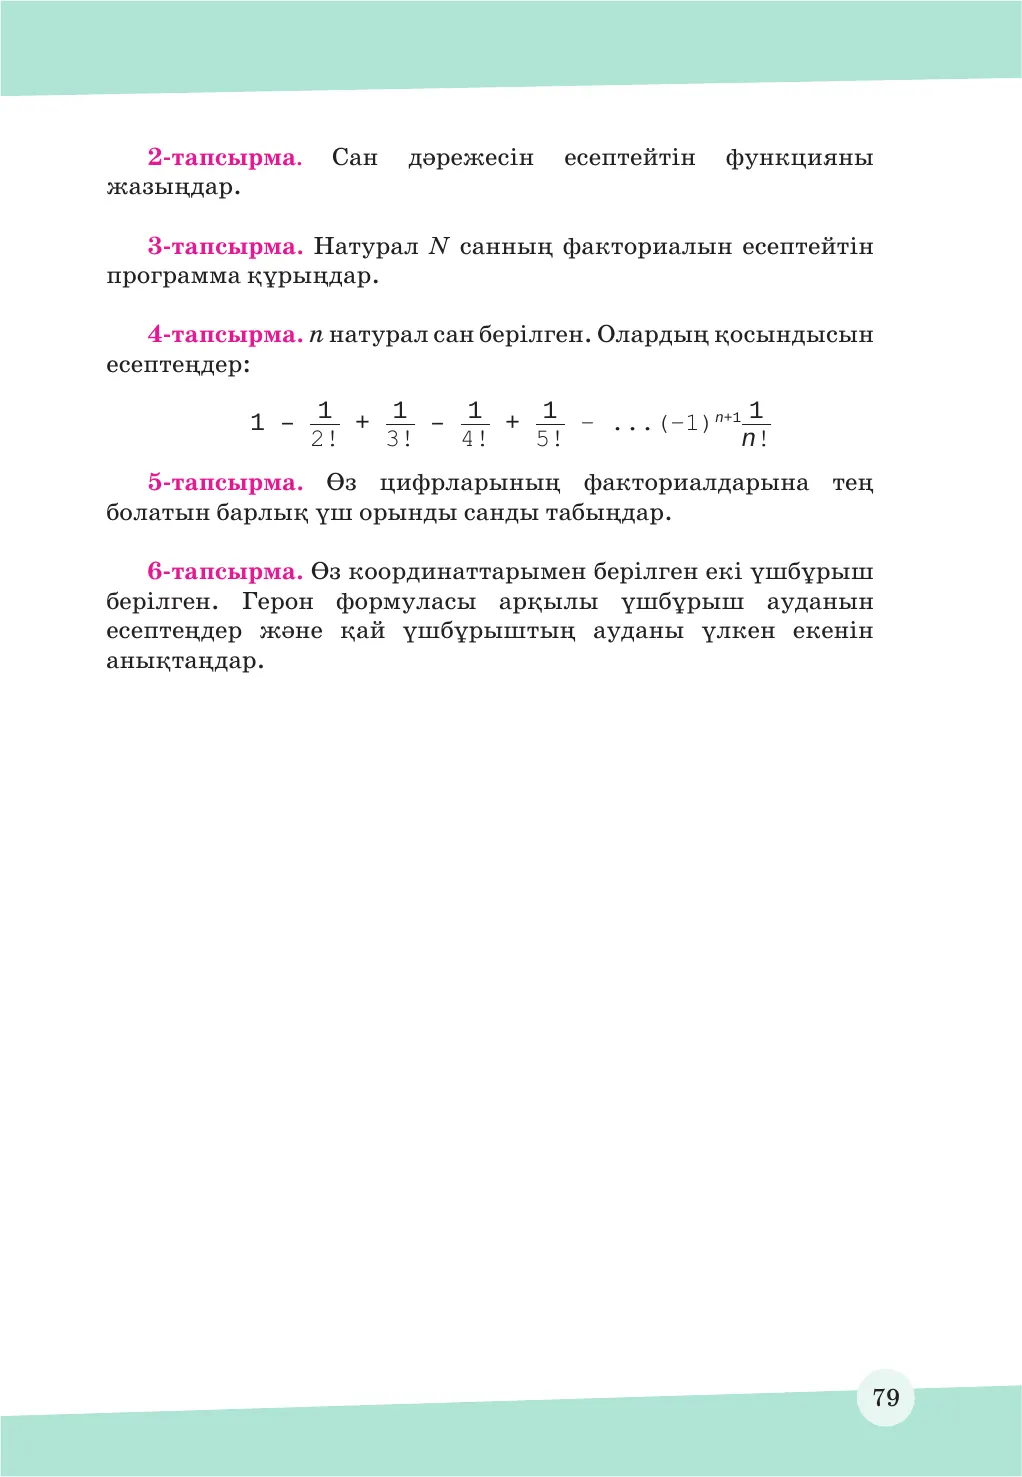 2-тапсырма. Сан дәрежесін есептейтін функцияны
жазыңдар.
3-тапсырма. Натурал N санның факториалын есептейтін
программа құрыңдар.
4-тапсырма. n натурал сан берілген. Олардың қосындысын
есептеңдер:
1 – 1/2! + 1/3! – 1/4! + 1/5! – ...(–1)ⁿ⁺¹ 1/n!
5-тапсырма. Өз цифрларының факториалдарына тең
болатын барлық үш орынды санды табыңдар.
6-тапсырма. Өз координаттарымен берілген екі үшбұрыш
берілген. Герон формуласы арқылы үшбұрыш ауданын
есептеңдер және қай үшбұрыштың ауданы үлкен екенін
анықтаңдар.
79